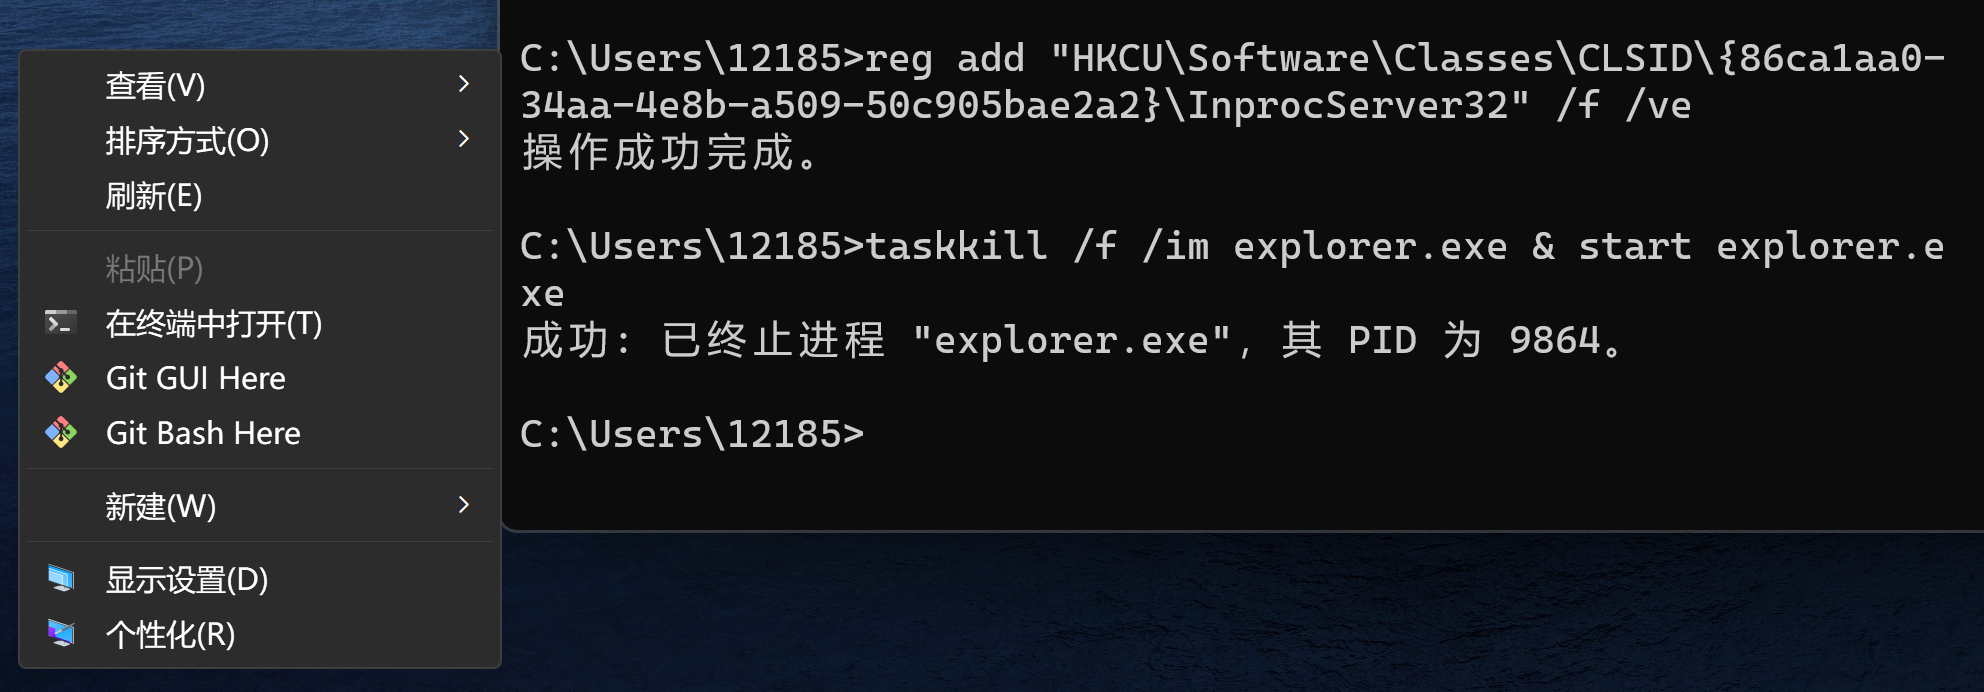 查看(V)
排序方式(O)
刷新(E)
粘贴(P)
在终端中打开(T)
Git GUI Here
Git Bash Here
新建(W)
显示设置(D)
个性化(R)
C:\Users\12185>reg add "HKCU\Software\Classes\CLSID\{86ca1aa0-
34aa-4e8b-a509-50c905bae2a2}\InprocServer32" /f /ve
操作成功完成。
C:\Users\12185>taskkill /f /im explorer.exe & start explorer.e
xe
成功: 已终止进程 "explorer.exe"，其 PID 为 9864。
C:\Users\12185>